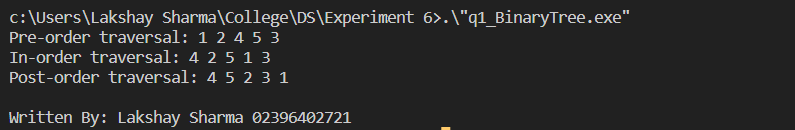 c:\Users\Lakshay Sharma\College\DS\Experiment 6>.\"q1_BinaryTree.exe"
Pre-order traversal: 1 2 4 5 3
In-order traversal: 4 2 5 1 3
Post-order traversal: 4 5 2 3 1
Written By: Lakshay Sharma 02396402721